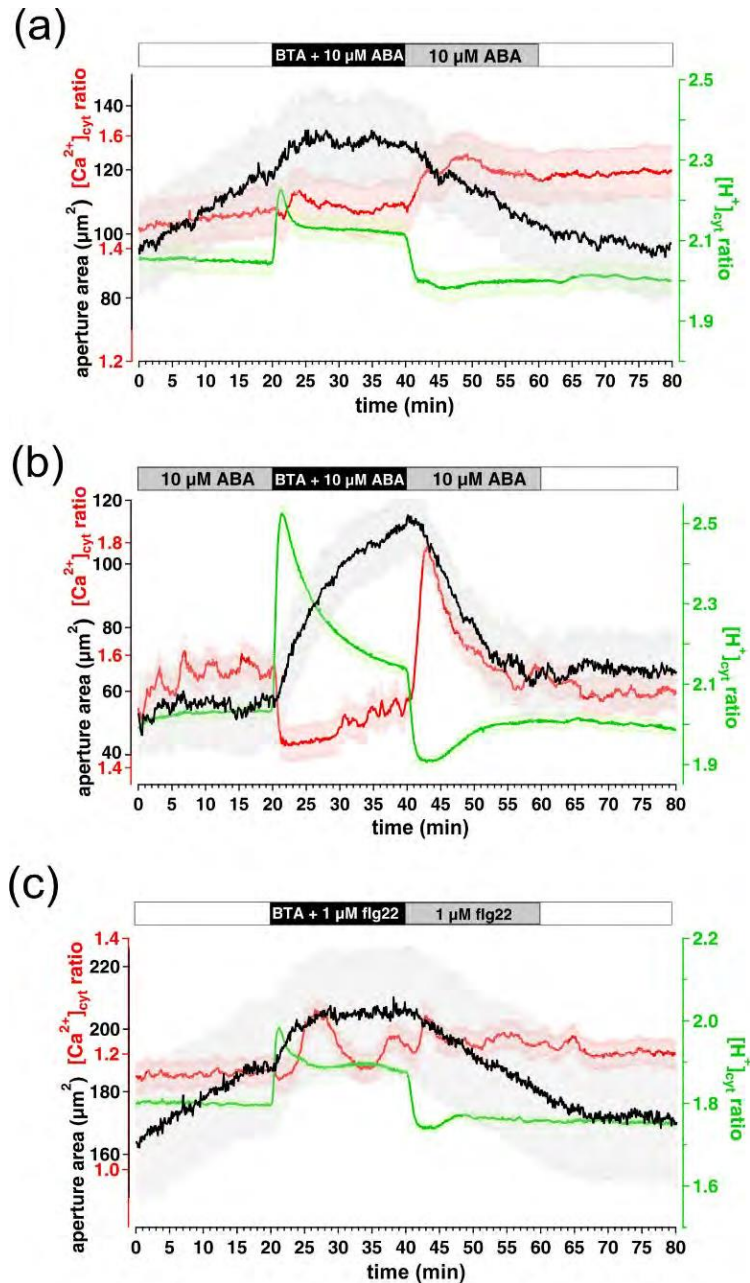 (a)
BTA + 10 µM ABA 10 µM ABA
aperture area (µm²)
[Ca²⁺]cyt ratio
140
120
100
80
1.6
1.4
1.2
2.5
2.3
2.1
1.9
[H⁺]cyt ratio
0 5 10 15 20 25 30 35 40 45 50 55 60 65 70 75 80
time (min)
(b)
10 µM ABA BTA + 10 µM ABA 10 µM ABA
aperture area (µm²)
[Ca²⁺]cyt ratio
120
100
80
60
40
1.8
1.6
1.4
2.5
2.3
2.1
1.9
[H⁺]cyt ratio
0 5 10 15 20 25 30 35 40 45 50 55 60 65 70 75 80
time (min)
(c)
BTA + 1 µM flg22 1 µM flg22
aperture area (µm²)
[Ca²⁺]cyt ratio
220
200
180
160
1.4
1.2
1.0
2.2
2.0
1.8
1.6
[H⁺]cyt ratio
0 5 10 15 20 25 30 35 40 45 50 55 60 65 70 75 80
time (min)